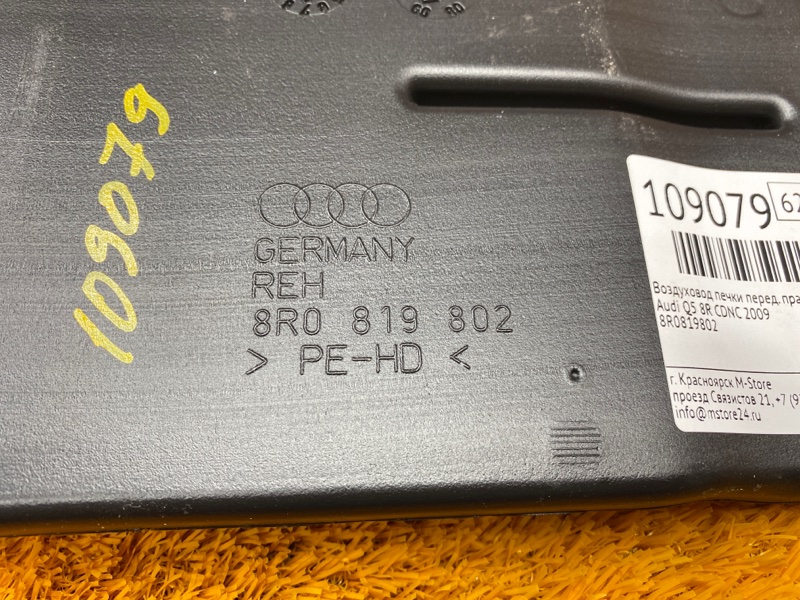 109079
GERMANY
REH
8R0 819 802
> PE-HD <
109079
Воздуховод печки перед.
Audi Q5 8R CDNC 2009
8R0819802
г. Красноярск M-Store
проезд Связистов 21, +7
info@mstore24.ru